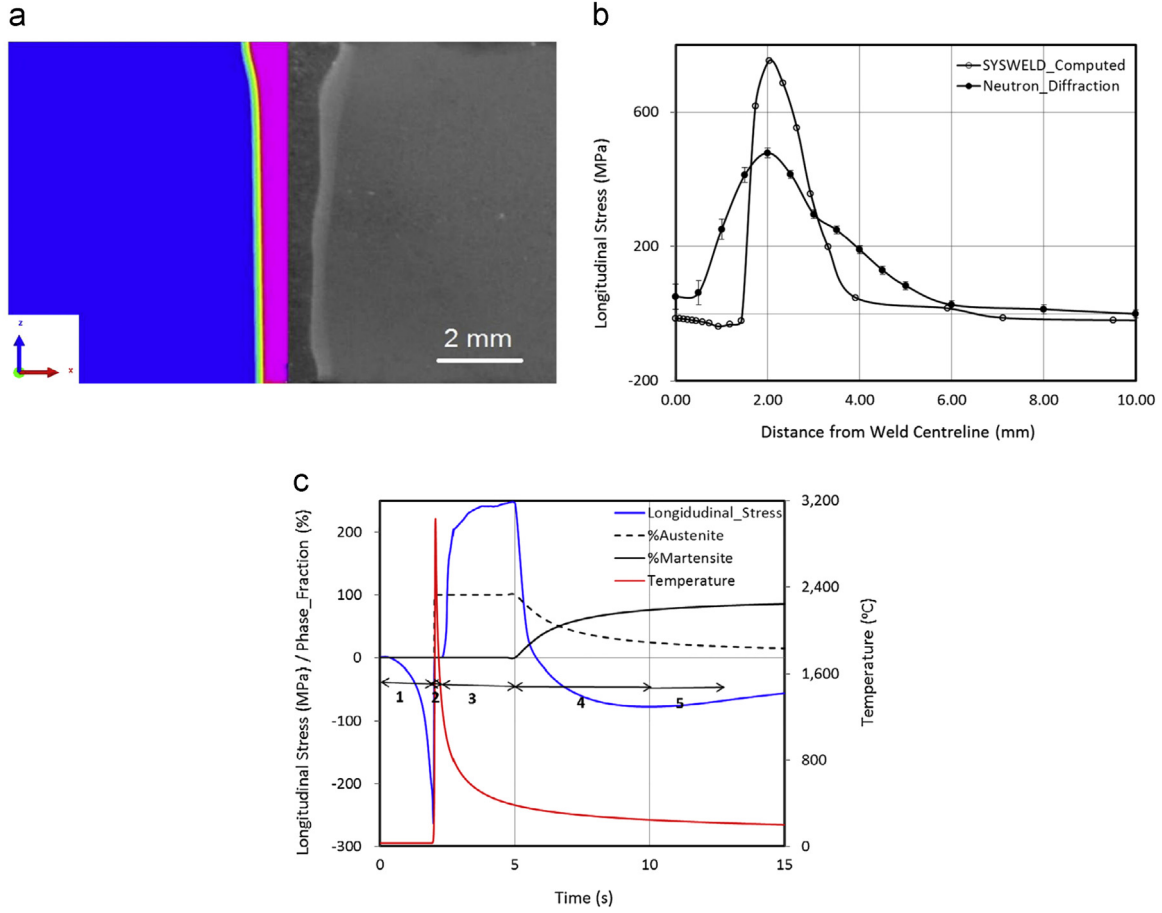 a
z
x
2 mm
b
SYSWELD_Computed
Neutron_Diffraction
600
200
-200
Longitudinal Stress (MPa)
0.00 2.00 4.00 6.00 8.00 10.00
Distance from Weld Centreline (mm)
c
Longidudinal_Stress
%Austenite
%Martensite
Temperature
200
100
0
-100
-200
-300
Longitudinal Stress (MPa) / Phase_Fraction (%)
1 2 3 4 5
3,200
2,400
1,600
800
0
Temperature (ºC)
0 5 10 15
Time (s)